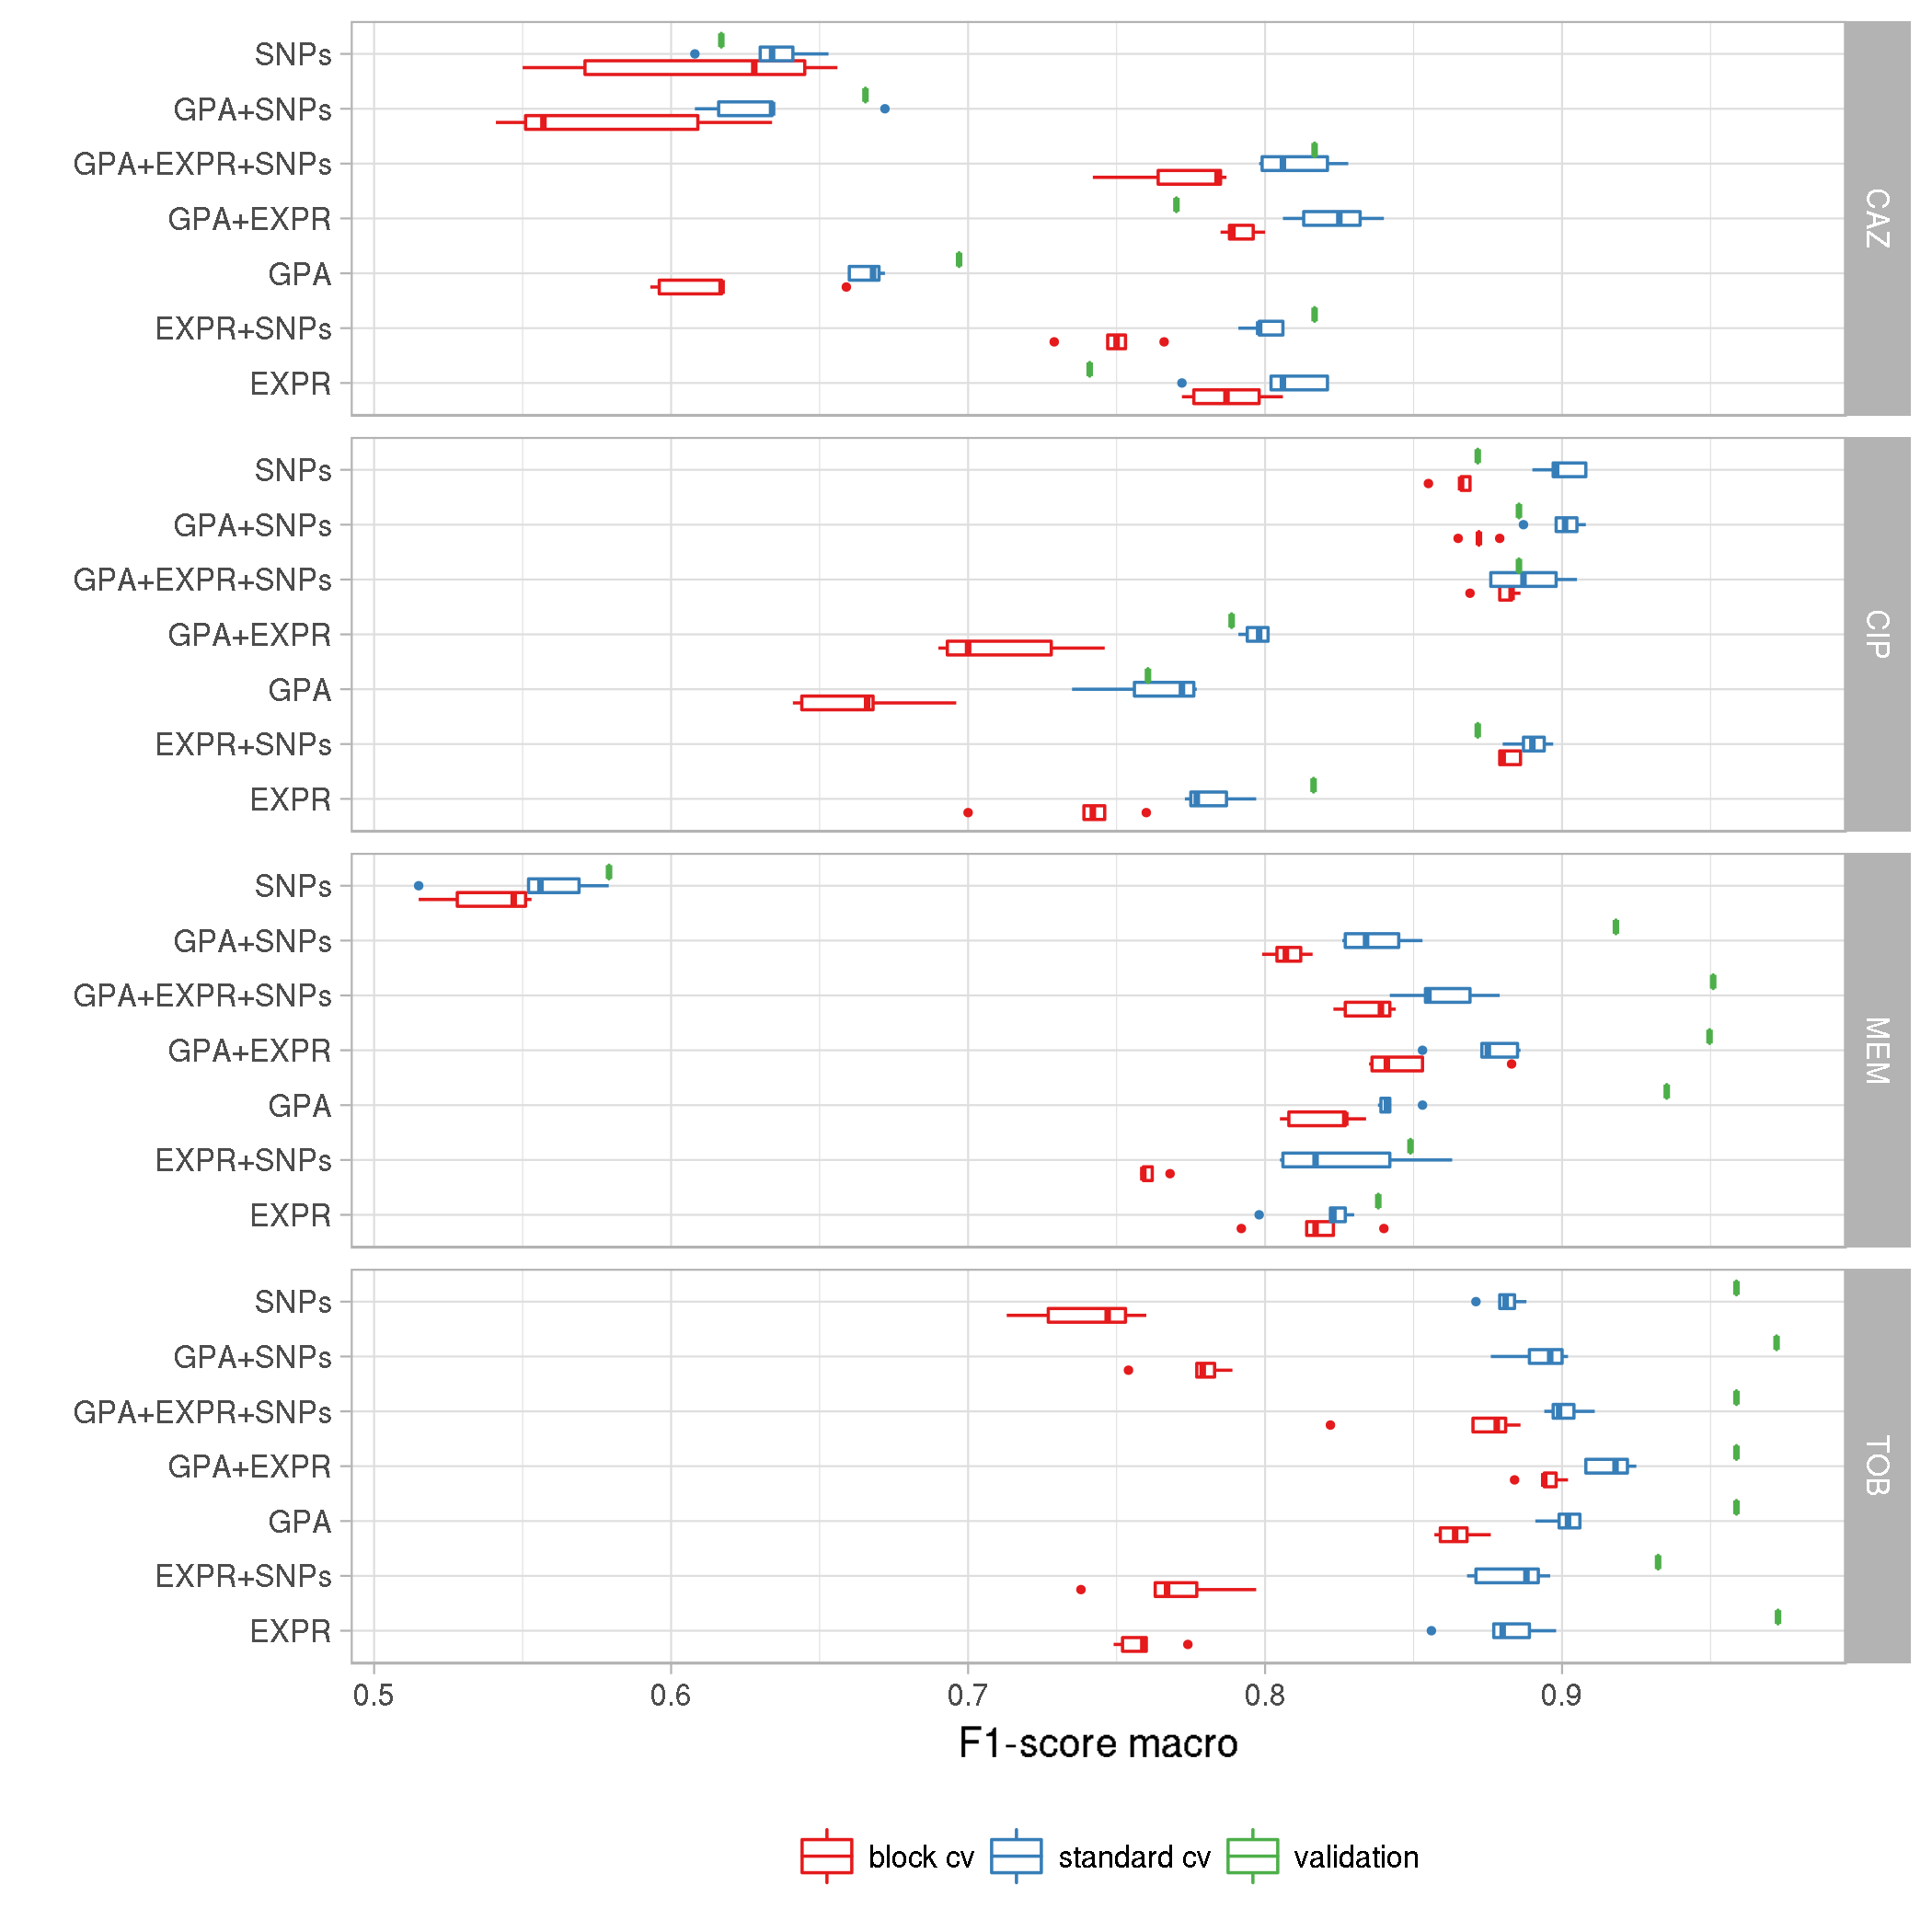 SNPs
GPA+SNPs
GPA+EXPR+SNPs
GPA+EXPR
GPA
EXPR+SNPs
EXPR
CAZ
SNPs
GPA+SNPs
GPA+EXPR+SNPs
GPA+EXPR
GPA
EXPR+SNPs
EXPR
CIP
SNPs
GPA+SNPs
GPA+EXPR+SNPs
GPA+EXPR
GPA
EXPR+SNPs
EXPR
MEM
SNPs
GPA+SNPs
GPA+EXPR+SNPs
GPA+EXPR
GPA
EXPR+SNPs
EXPR
TOB
0.5 0.6 0.7 0.8 0.9
F1-score macro
block cv standard cv validation